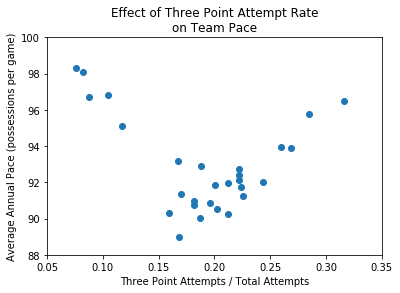 Effect of Three Point Attempt Rate
on Team Pace
Average Annual Pace (possessions per game)
100
98
96
94
92
90
88
0.05 0.10 0.15 0.20 0.25 0.30 0.35
Three Point Attempts / Total Attempts